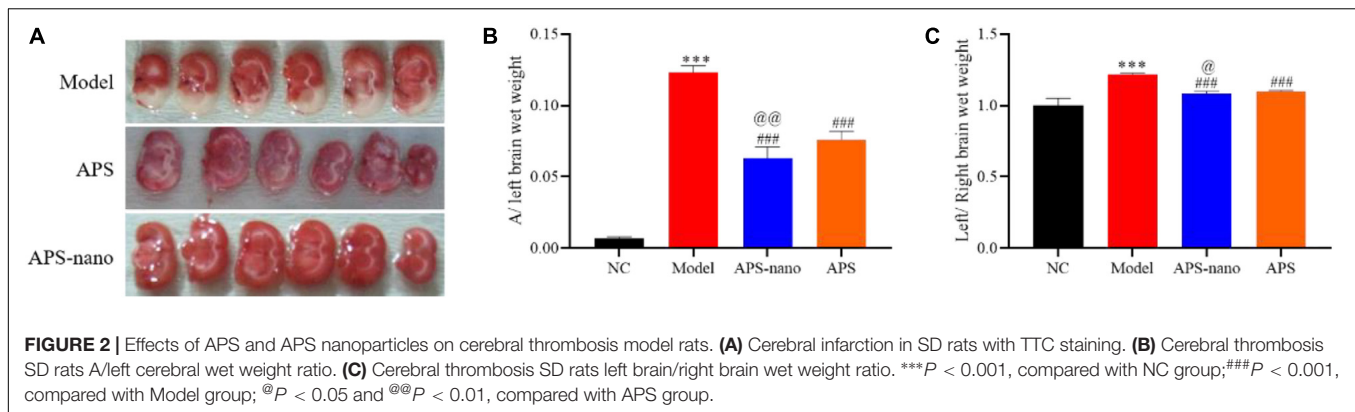 A
Model
APS
APS-nano
B
A/ left brain wet weight
0.15
0.10
0.05
0.00
***
@@
###
###
NC
Model
APS-nano
APS
C
Left/ Right brain wet weight
1.5
1.0
0.5
0.0
***
@
###
###
NC
Model
APS-nano
APS
FIGURE 2 | Effects of APS and APS nanoparticles on cerebral thrombosis model rats. (A) Cerebral infarction in SD rats with TTC staining. (B) Cerebral thrombosis
SD rats A/left cerebral wet weight ratio. (C) Cerebral thrombosis SD rats left brain/right brain wet weight ratio. ***P < 0.001, compared with NC group;###P < 0.001,
compared with Model group; @P < 0.05 and @@P < 0.01, compared with APS group.